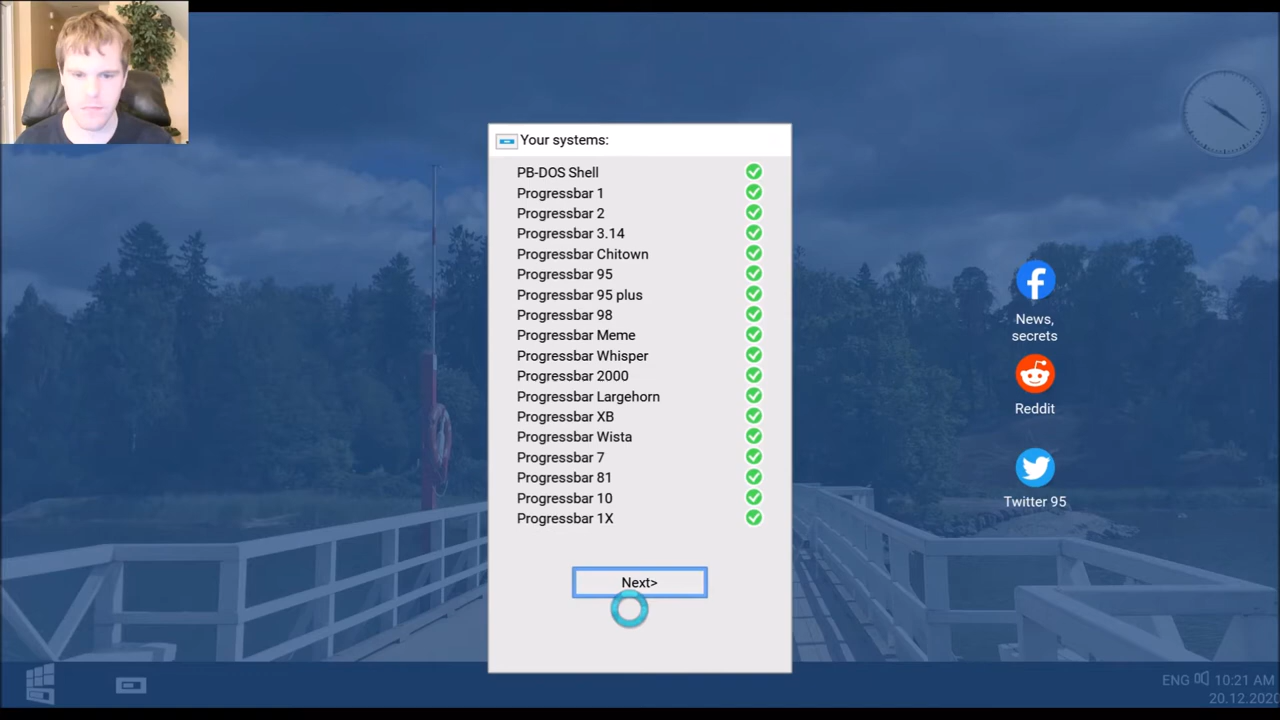 Your systems:
PB-DOS Shell
Progressbar 1
Progressbar 2
Progressbar 3.14
Progressbar Chitown
Progressbar 95
Progressbar 95 plus
Progressbar 98
Progressbar Meme
Progressbar Whisper
Progressbar 2000
Progressbar Largehorn
Progressbar XB
Progressbar Wista
Progressbar 7
Progressbar 81
Progressbar 10
Progressbar 1X
Next>
News,
secrets
Reddit
Twitter 95
ENG 10:21 AM
20.12.2020